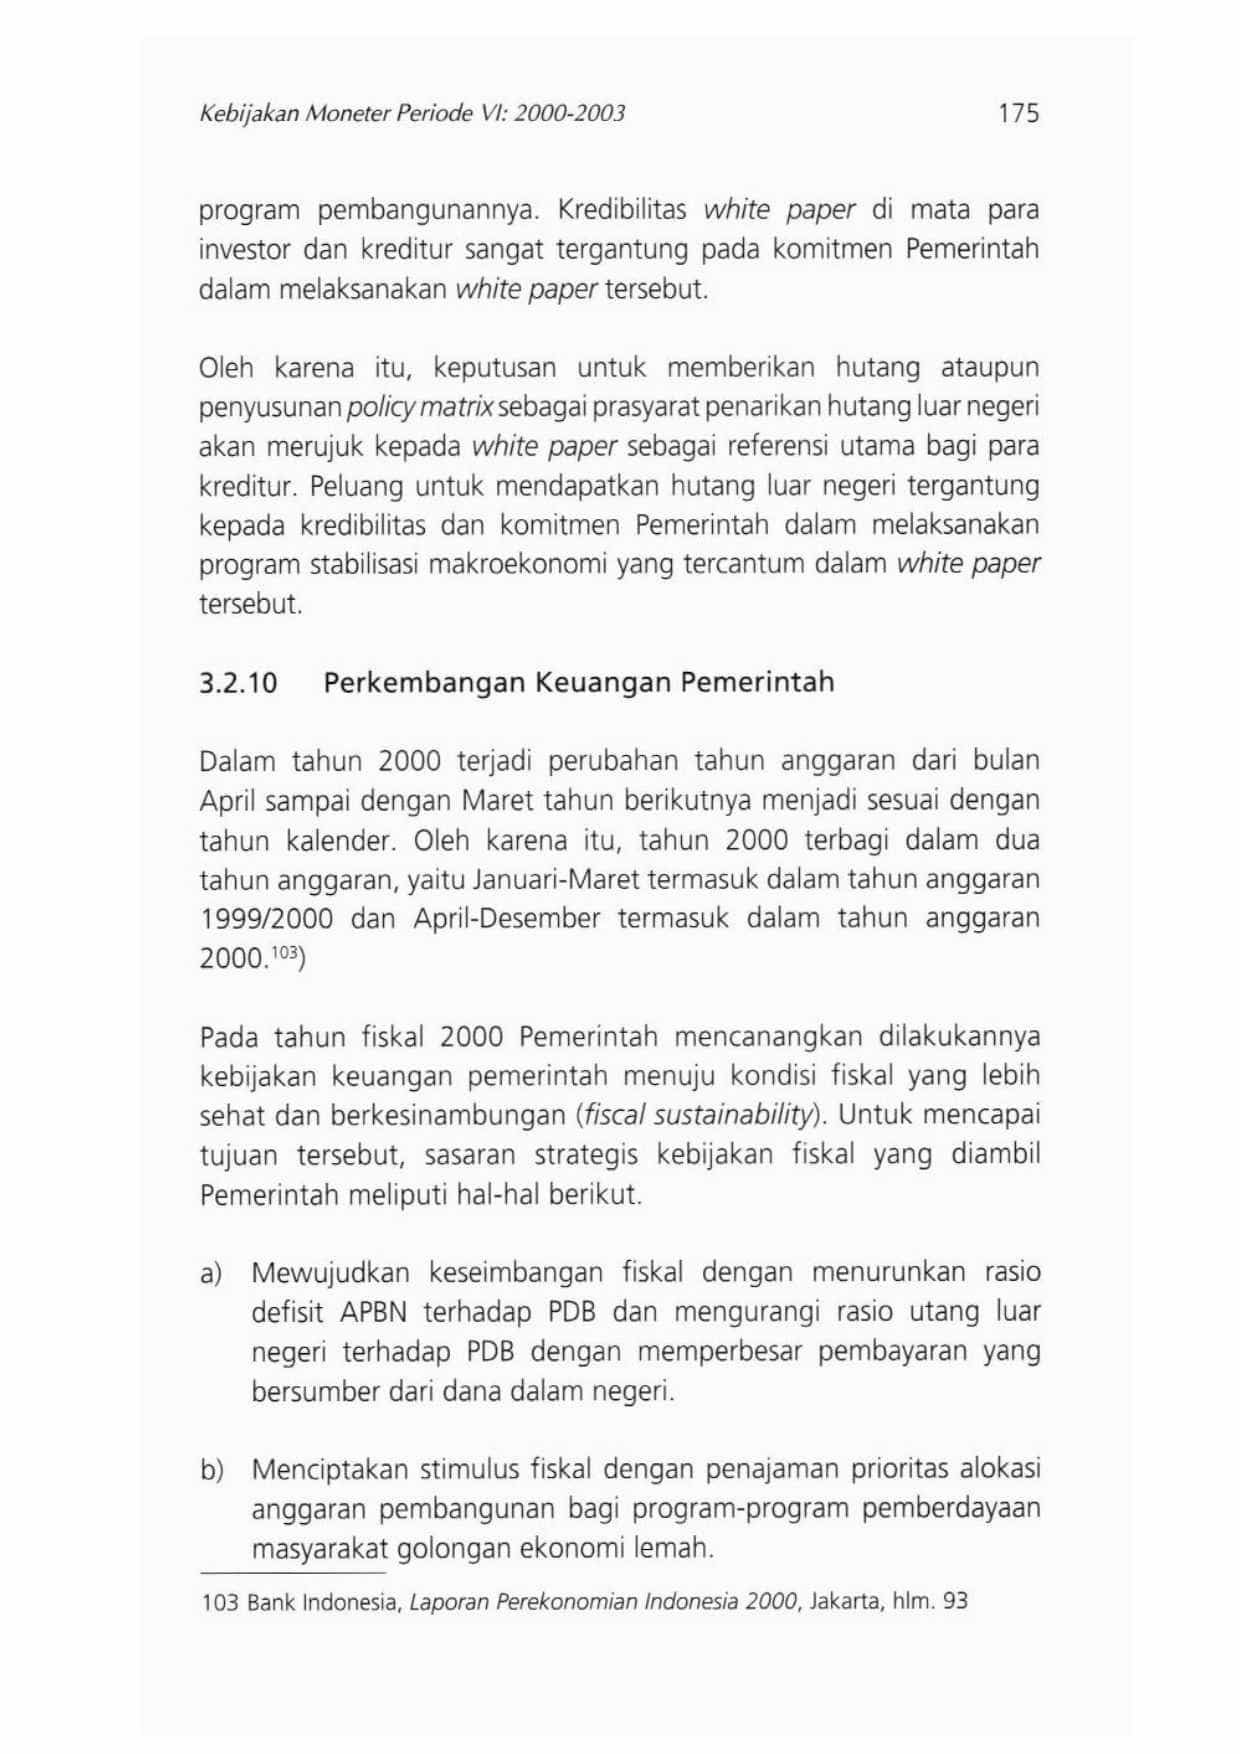 Kebijakan Moneter Periode VI: 2000-2003 175
program pembangunannya. Kredibilitas white paper di mata para
investor dan kreditur sangat tergantung pada komitmen Pemerintah
dalam melaksanakan white paper tersebut.
Oleh karena itu, keputusan untuk memberikan hutang ataupun
penyusunan policy matrix sebagai prasyarat penarikan hutang luar negeri
akan merujuk kepada white paper sebagai referensi utama bagi para
kreditur. Peluang untuk mendapatkan hutang luar negeri tergantung
kepada kredibilitas dan komitmen Pemerintah dalam melaksanakan
program stabilisasi makroekonomi yang tercantum dalam white paper
tersebut.
3.2.10 Perkembangan Keuangan Pemerintah
Dalam tahun 2000 terjadi perubahan tahun anggaran dari bulan
April sampai dengan Maret tahun berikutnya menjadi sesuai dengan
tahun kalender. Oleh karena itu, tahun 2000 terbagi dalam dua
tahun anggaran, yaitu Januari-Maret termasuk dalam tahun anggaran
1999/2000 dan April-Desember termasuk dalam tahun anggaran
2000.¹⁰³)
Pada tahun fiskal 2000 Pemerintah mencanangkan dilakukannya
kebijakan keuangan pemerintah menuju kondisi fiskal yang lebih
sehat dan berkesinambungan (fiscal sustainability). Untuk mencapai
tujuan tersebut, sasaran strategis kebijakan fiskal yang diambil
Pemerintah meliputi hal-hal berikut.
a) Mewujudkan keseimbangan fiskal dengan menurunkan rasio
defisit APBN terhadap PDB dan mengurangi rasio utang luar
negeri terhadap PDB dengan memperbesar pembayaran yang
bersumber dari dana dalam negeri.
b) Menciptakan stimulus fiskal dengan penajaman prioritas alokasi
anggaran pembangunan bagi program-program pemberdayaan
masyarakat golongan ekonomi lemah.
103 Bank Indonesia, Laporan Perekonomian Indonesia 2000, Jakarta, hlm. 93